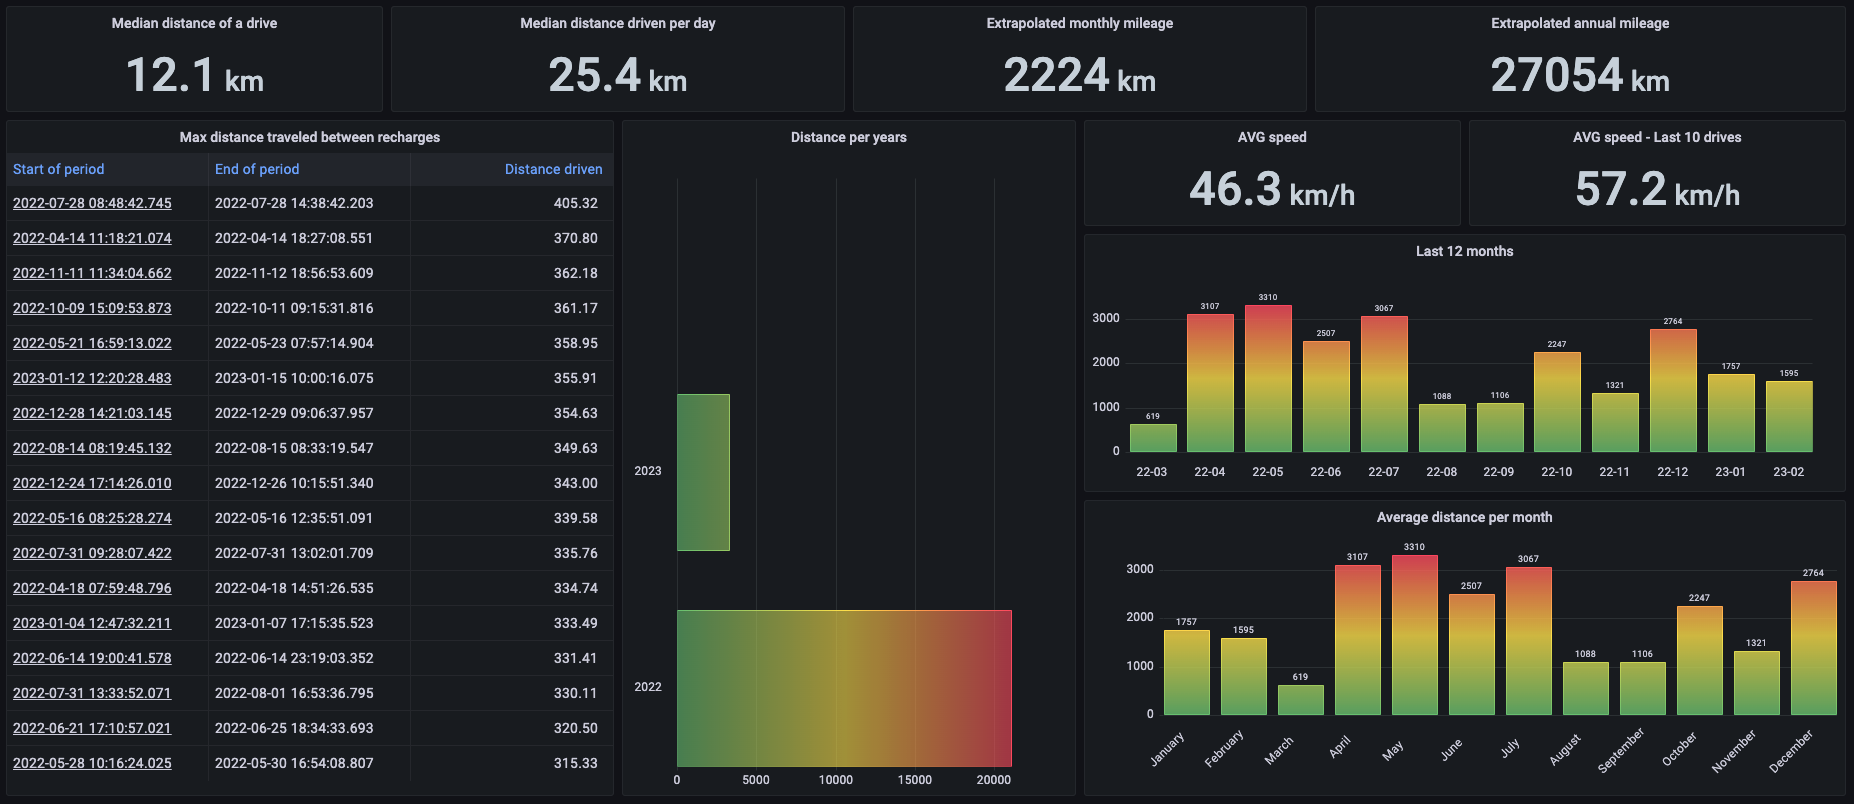 Median distance of a drive
12.1 km
Median distance driven per day
25.4 km
Extrapolated monthly mileage
2224 km
Extrapolated annual mileage
27054 km
Max distance traveled between recharges
Start of period End of period Distance driven
2022-07-28 08:48:42.745 2022-07-28 14:38:42.203 405.32
2022-04-14 11:18:21.074 2022-04-14 18:27:08.551 370.80
2022-11-11 11:34:04.662 2022-11-12 18:56:53.609 362.18
2022-10-09 15:09:53.873 2022-10-11 09:15:31.816 361.17
2022-05-21 16:59:13.022 2022-05-23 07:57:14.904 358.95
2023-01-12 12:20:28.483 2023-01-15 10:00:16.075 355.91
2022-12-28 14:21:03.145 2022-12-29 09:06:37.957 354.63
2022-08-14 08:19:45.132 2022-08-15 08:33:19.547 349.63
2022-12-24 17:14:26.010 2022-12-26 10:15:51.340 343.00
2022-05-16 08:25:28.274 2022-05-16 12:35:51.091 339.58
2022-07-31 09:28:07.422 2022-07-31 13:02:01.709 335.76
2022-04-18 07:59:48.796 2022-04-18 14:51:26.535 334.74
2023-01-04 12:47:32.211 2023-01-07 17:15:35.523 333.49
2022-06-14 19:00:41.578 2022-06-14 23:19:03.352 331.41
2022-07-31 13:33:52.071 2022-08-01 16:53:36.795 330.11
2022-06-21 17:10:57.021 2022-06-25 18:34:33.693 320.50
2022-05-28 10:16:24.025 2022-05-30 16:54:08.807 315.33
Distance per years
2023
2022
0 5000 10000 15000 20000
AVG speed
46.3 km/h
AVG speed - Last 10 drives
57.2 km/h
Last 12 months
3000
2000
1000
0
619 3107 3310 2507 3067 1088 1106 2247 1321 2764 1757 1595
22-03 22-04 22-05 22-06 22-07 22-08 22-09 22-10 22-11 22-12 23-01 23-02
Average distance per month
3000
2000
1000
0
1757 1595 619 3107 3310 2507 3067 1088 1106 2247 1321 2764
January February March April May June July August September October November December